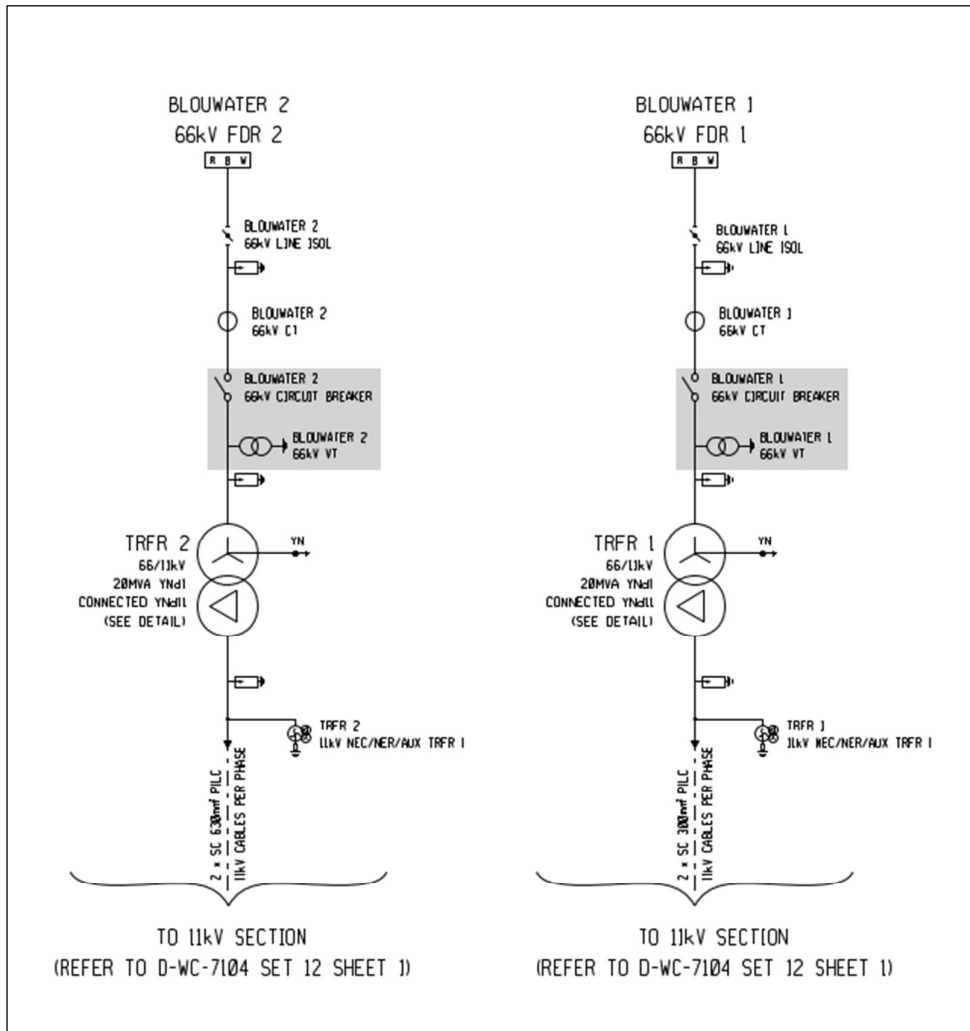 BLOUWATER 2
66kV FDR 2
R B W
BLOUWATER 2
66kV LINE ISOL
BLOUWATER 2
66kV CT
BLOUWATER 2
66kV CIRCUIT BREAKER
BLOUWATER 2
66kV VT
YN
TRFR 2
66/11kV
20MVA YNd1
CONNECTED YNd11
(SEE DETAIL)
TRFR 2
11kV NEC/NER/AUX TRFR 1
2 x SC 630mm² PILC
11kV CABLES PER PHASE
TO 11kV SECTION
(REFER TO D-WC-7104 SET 12 SHEET 1)
BLOUWATER 1
66kV FDR 1
R B W
BLOUWATER 1
66kV LINE ISOL
BLOUWATER 1
66kV CT
BLOUWATER 1
66kV CIRCUIT BREAKER
BLOUWATER 1
66kV VT
YN
TRFR 1
66/11kV
20MVA YNd1
CONNECTED YNd11
(SEE DETAIL)
TRFR 1
11kV NEC/NER/AUX TRFR 1
2 x SC 300mm² PILC
11kV CABLES PER PHASE
TO 11kV SECTION
(REFER TO D-WC-7104 SET 12 SHEET 1)